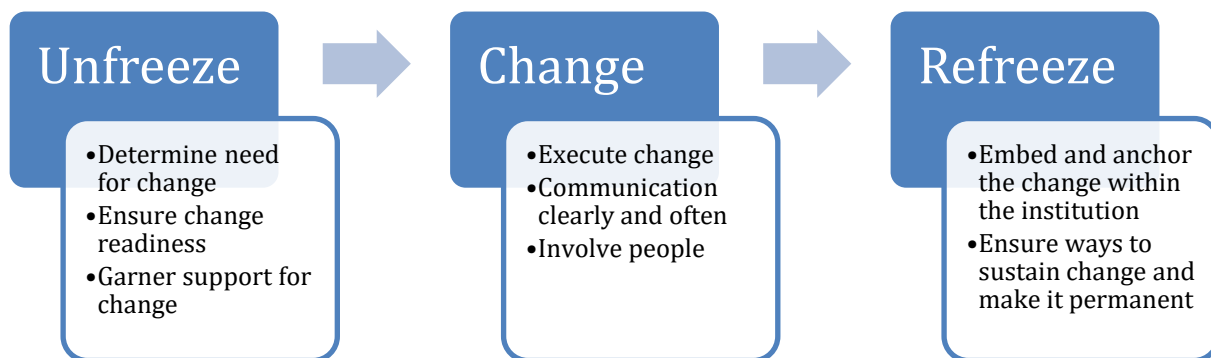 Unfreeze
•Determine need
for change
•Ensure change
readiness
•Garner support for
change
Change
•Execute change
•Communication
clearly and often
•Involve people
Refreeze
•Embed and anchor
the change within
the institution
•Ensure ways to
sustain change and
make it permanent